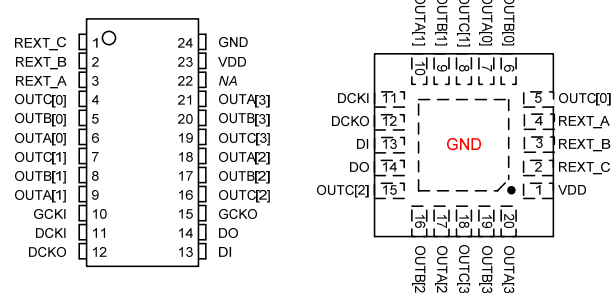 REXT_C 1 24 GND
REXT_B 2 23 VDD
REXT_A 3 22 NA
OUTC[0] 4 21 OUTA[3]
OUTB[0] 5 20 OUTB[3]
OUTA[0] 6 19 OUTC[3]
OUTC[1] 7 18 OUTA[2]
OUTB[1] 8 17 OUTB[2]
OUTA[1] 9 16 OUTC[2]
GCKI 10 15 GCKO
DCKI 11 14 DO
DCKO 12 13 DI
OUTA[1] OUTB[1] OUTC[1] OUTA[0] OUTB[0]
10 9 8 7 6
DCKI 11 5 OUTC[0]
DCKO 12 4 REXT_A
DI 13 GND 3 REXT_B
DO 14 2 REXT_C
OUTC[2] 15 1 VDD
16 17 18 19 20
OUTB[2 OUTA[2 OUTC[3 OUTB[3 OUTA[3